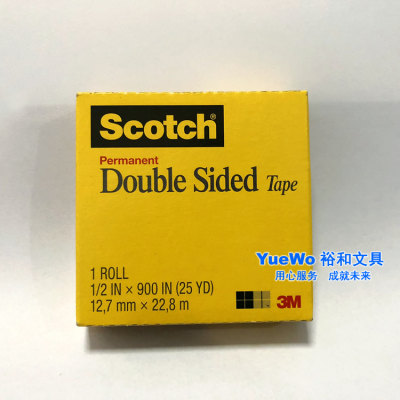 Scotch®
Permanent
Double Sided Tape
YueWo 裕和文具
用心服务 成就未来
1 ROLL
1/2 IN × 900 IN (25 YD)
12,7 mm × 22,8 m
3M